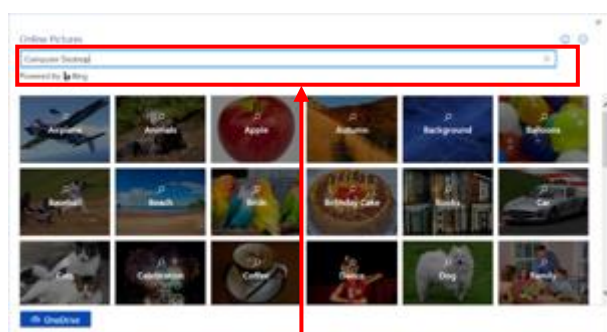 Online Pictures
Computer Desktop
Powered by Bing
Airplane Animals Apple Autumn Background Balloons
Baseball Beach Birds Birthday Cake Books Car
Cats Celebration Coffee Dance Dog Family
OneDrive